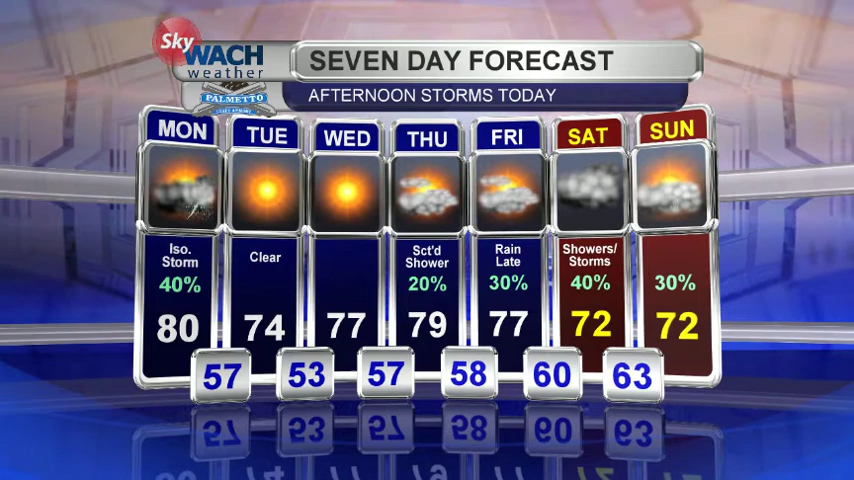 Sky
WACH
weather
PALMETTO
SEVEN DAY FORECAST
AFTERNOON STORMS TODAY
MON
Iso.
Storm
40%
80
TUE
Clear
74
WED
77
THU
Sct'd
Shower
20%
79
FRI
Rain
Late
30%
77
SAT
Showers/
Storms
40%
72
SUN
30%
72
57
53
57
58
60
63